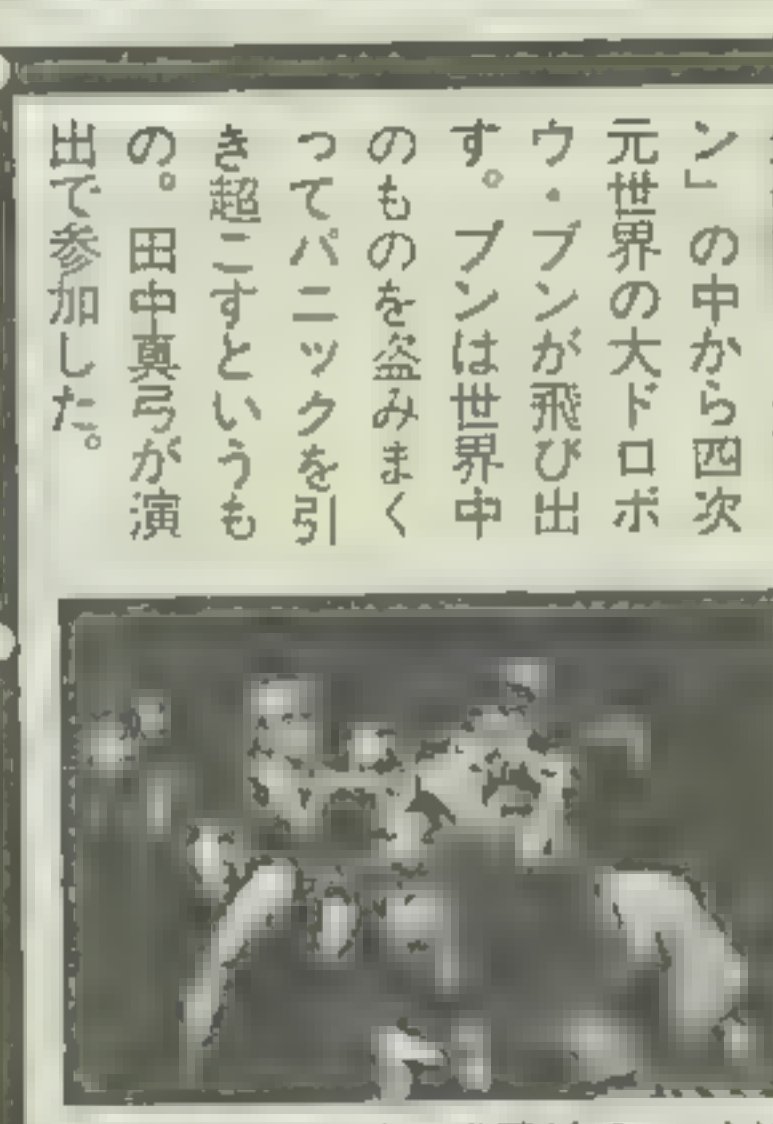 ン」の中から四次
元世界の大ドロボ
ウ・ブンが飛び出
す。ブンは世界中
のものを盗みまく
ってパニックを引
き超こすというも
の。田中真弓が演
出で参加した。